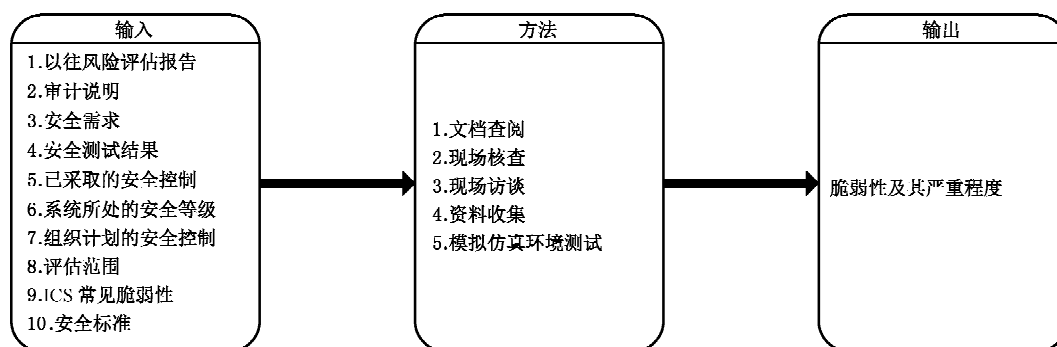 输入
1.以往风险评估报告
2.审计说明
3.安全需求
4.安全测试结果
5.已采取的安全控制
6.系统所处的安全等级
7.组织计划的安全控制
8.评估范围
9.ICS 常见脆弱性
10.安全标准
方法
1.文档查阅
2.现场核查
3.现场访谈
4.资料收集
5.模拟仿真环境测试
输出
脆弱性及其严重程度